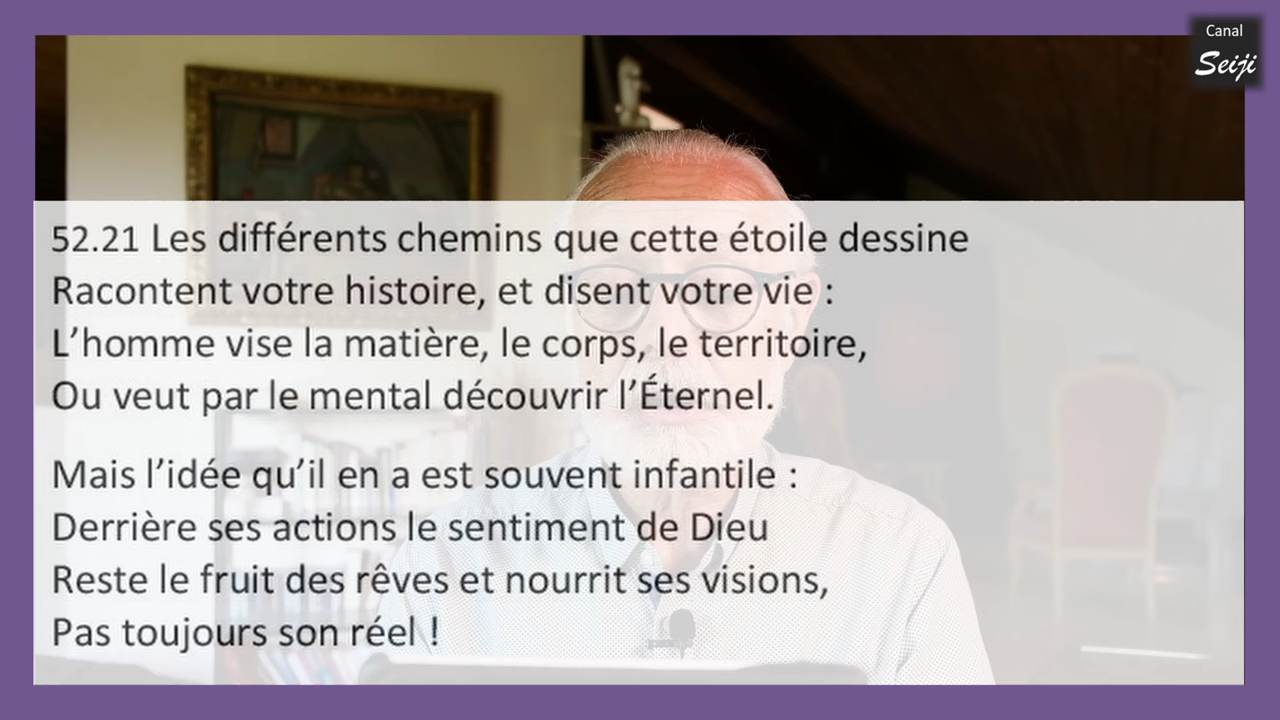 Canal
Seiji
52.21 Les différents chemins que cette étoile dessine
Racontent votre histoire, et disent votre vie :
L’homme vise la matière, le corps, le territoire,
Ou veut par le mental découvrir l’Éternel.
Mais l’idée qu’il en a est souvent infantile :
Derrière ses actions le sentiment de Dieu
Reste le fruit des rêves et nourrit ses visions,
Pas toujours son réel !